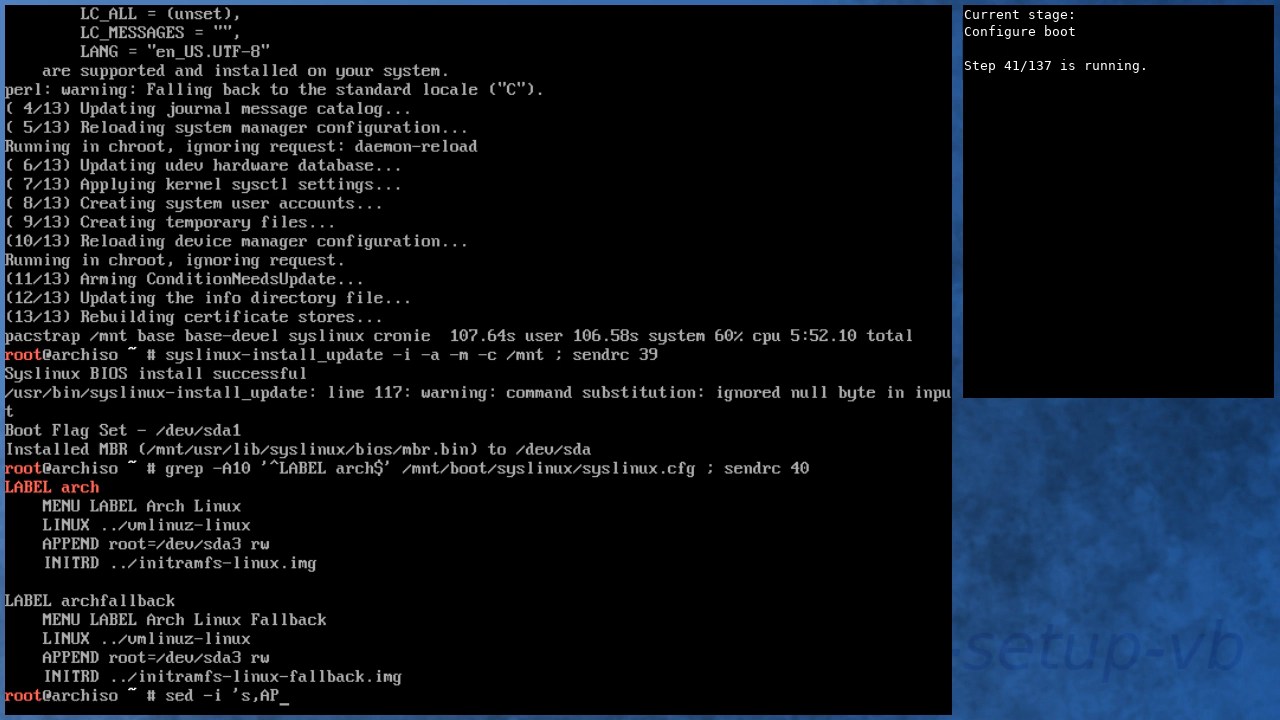 LC_ALL = (unset),
        LC_MESSAGES = "",
        LANG = "en_US.UTF-8"
    are supported and installed on your system.
perl: warning: Falling back to the standard locale ("C").
( 4/13) Updating journal message catalog...
( 5/13) Reloading system manager configuration...
Running in chroot, ignoring request: daemon-reload
( 6/13) Updating udev hardware database...
( 7/13) Applying kernel sysctl settings...
( 8/13) Creating system user accounts...
( 9/13) Creating temporary files...
(10/13) Reloading device manager configuration...
Running in chroot, ignoring request.
(11/13) Arming ConditionNeedsUpdate...
(12/13) Updating the info directory file...
(13/13) Rebuilding certificate stores...
pacstrap /mnt base base-devel syslinux cronie  107.64s user 106.58s system 60% cpu 5:52.10 total
root@archiso ~ # syslinux-install_update -i -a -m -c /mnt ; sendrc 39
Syslinux BIOS install successful
/usr/bin/syslinux-install_update: line 117: warning: command substitution: ignored null byte in inpu
t
Boot Flag Set - /dev/sda1
Installed MBR (/mnt/usr/lib/syslinux/bios/mbr.bin) to /dev/sda
root@archiso ~ # grep -A10 '^LABEL arch$' /mnt/boot/syslinux/syslinux.cfg ; sendrc 40
LABEL arch
    MENU LABEL Arch Linux
    LINUX ../vmlinuz-linux
    APPEND root=/dev/sda3 rw
    INITRD ../initramfs-linux.img

LABEL archfallback
    MENU LABEL Arch Linux Fallback
    LINUX ../vmlinuz-linux
    APPEND root=/dev/sda3 rw
    INITRD ../initramfs-linux-fallback.img
root@archiso ~ # sed -i 's,AP_
Current stage:
Configure boot

Step 41/137 is running.
-setup-vb